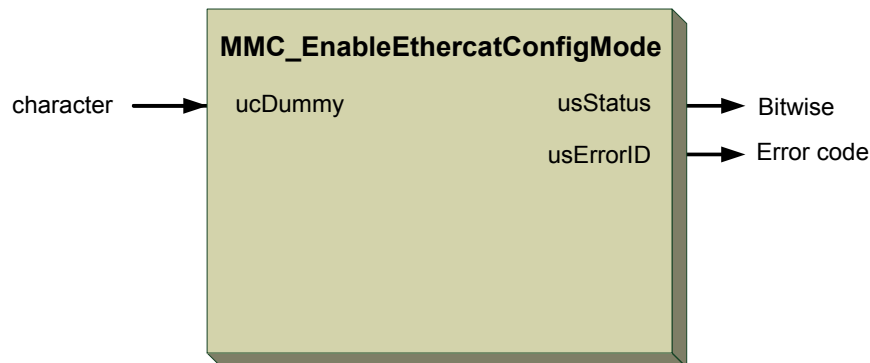 MMC_EnableEthercatConfigMode
character ucDummy usStatus Bitwise
usErrorID Error code